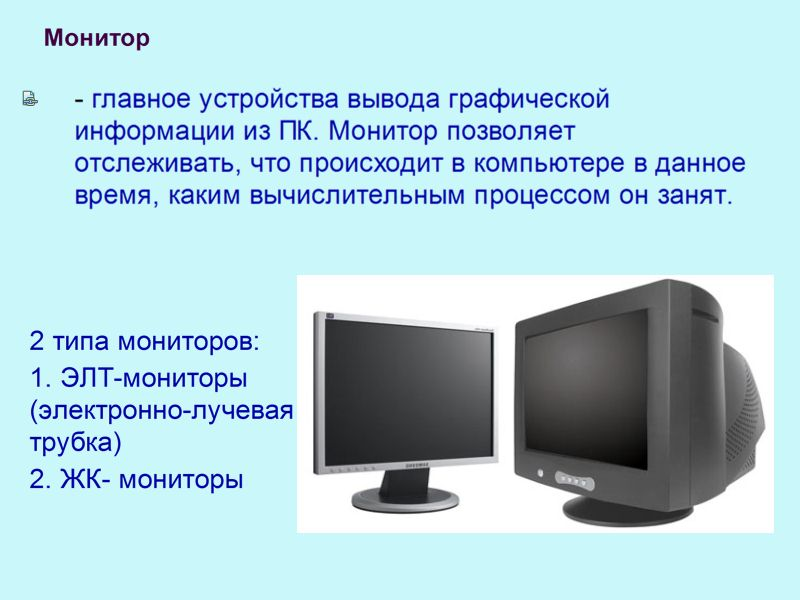 Монитор
- главное устройства вывода графической
информации из ПК. Монитор позволяет
отслеживать, что происходит в компьютере в данное
время, каким вычислительным процессом он занят.
2 типа мониторов:
1. ЭЛТ-мониторы
(электронно-лучевая
трубка)
2. ЖК- мониторы